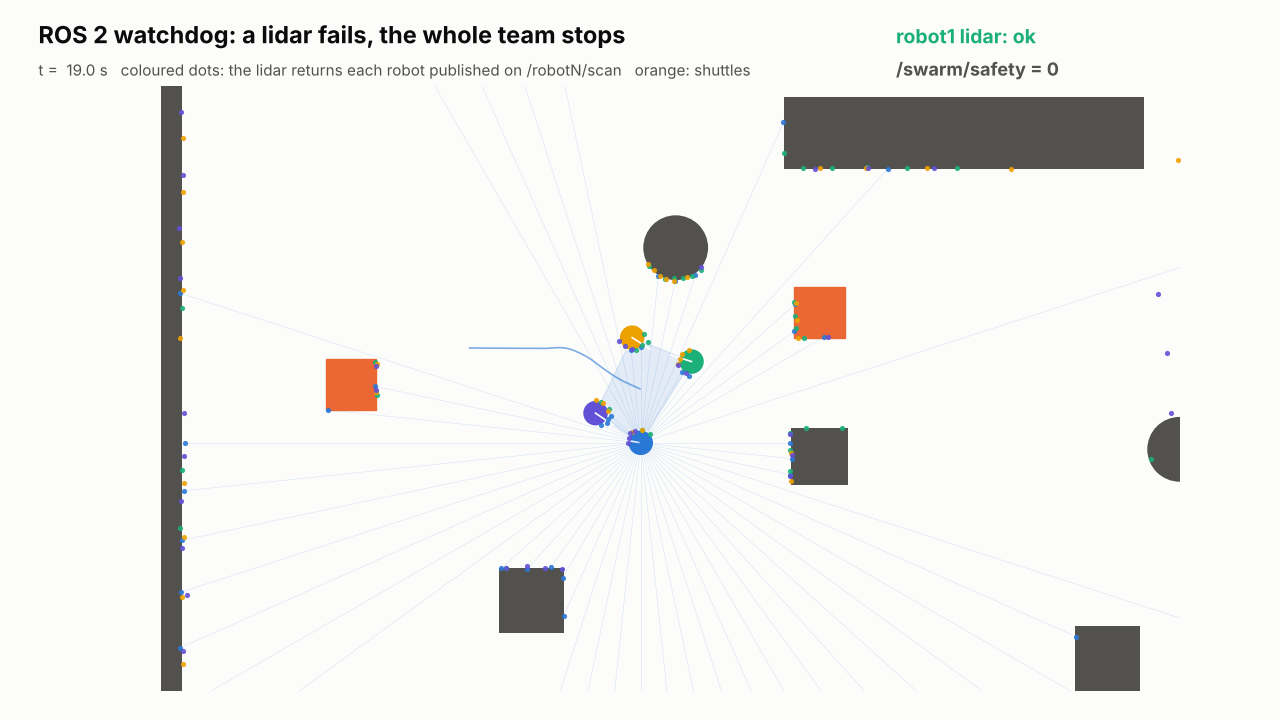 ROS 2 watchdog: a lidar fails, the whole team stops
robot1 lidar: ok
t =  19.0 s   coloured dots: the lidar returns each robot published on /robotN/scan   orange: shuttles
/swarm/safety = 0